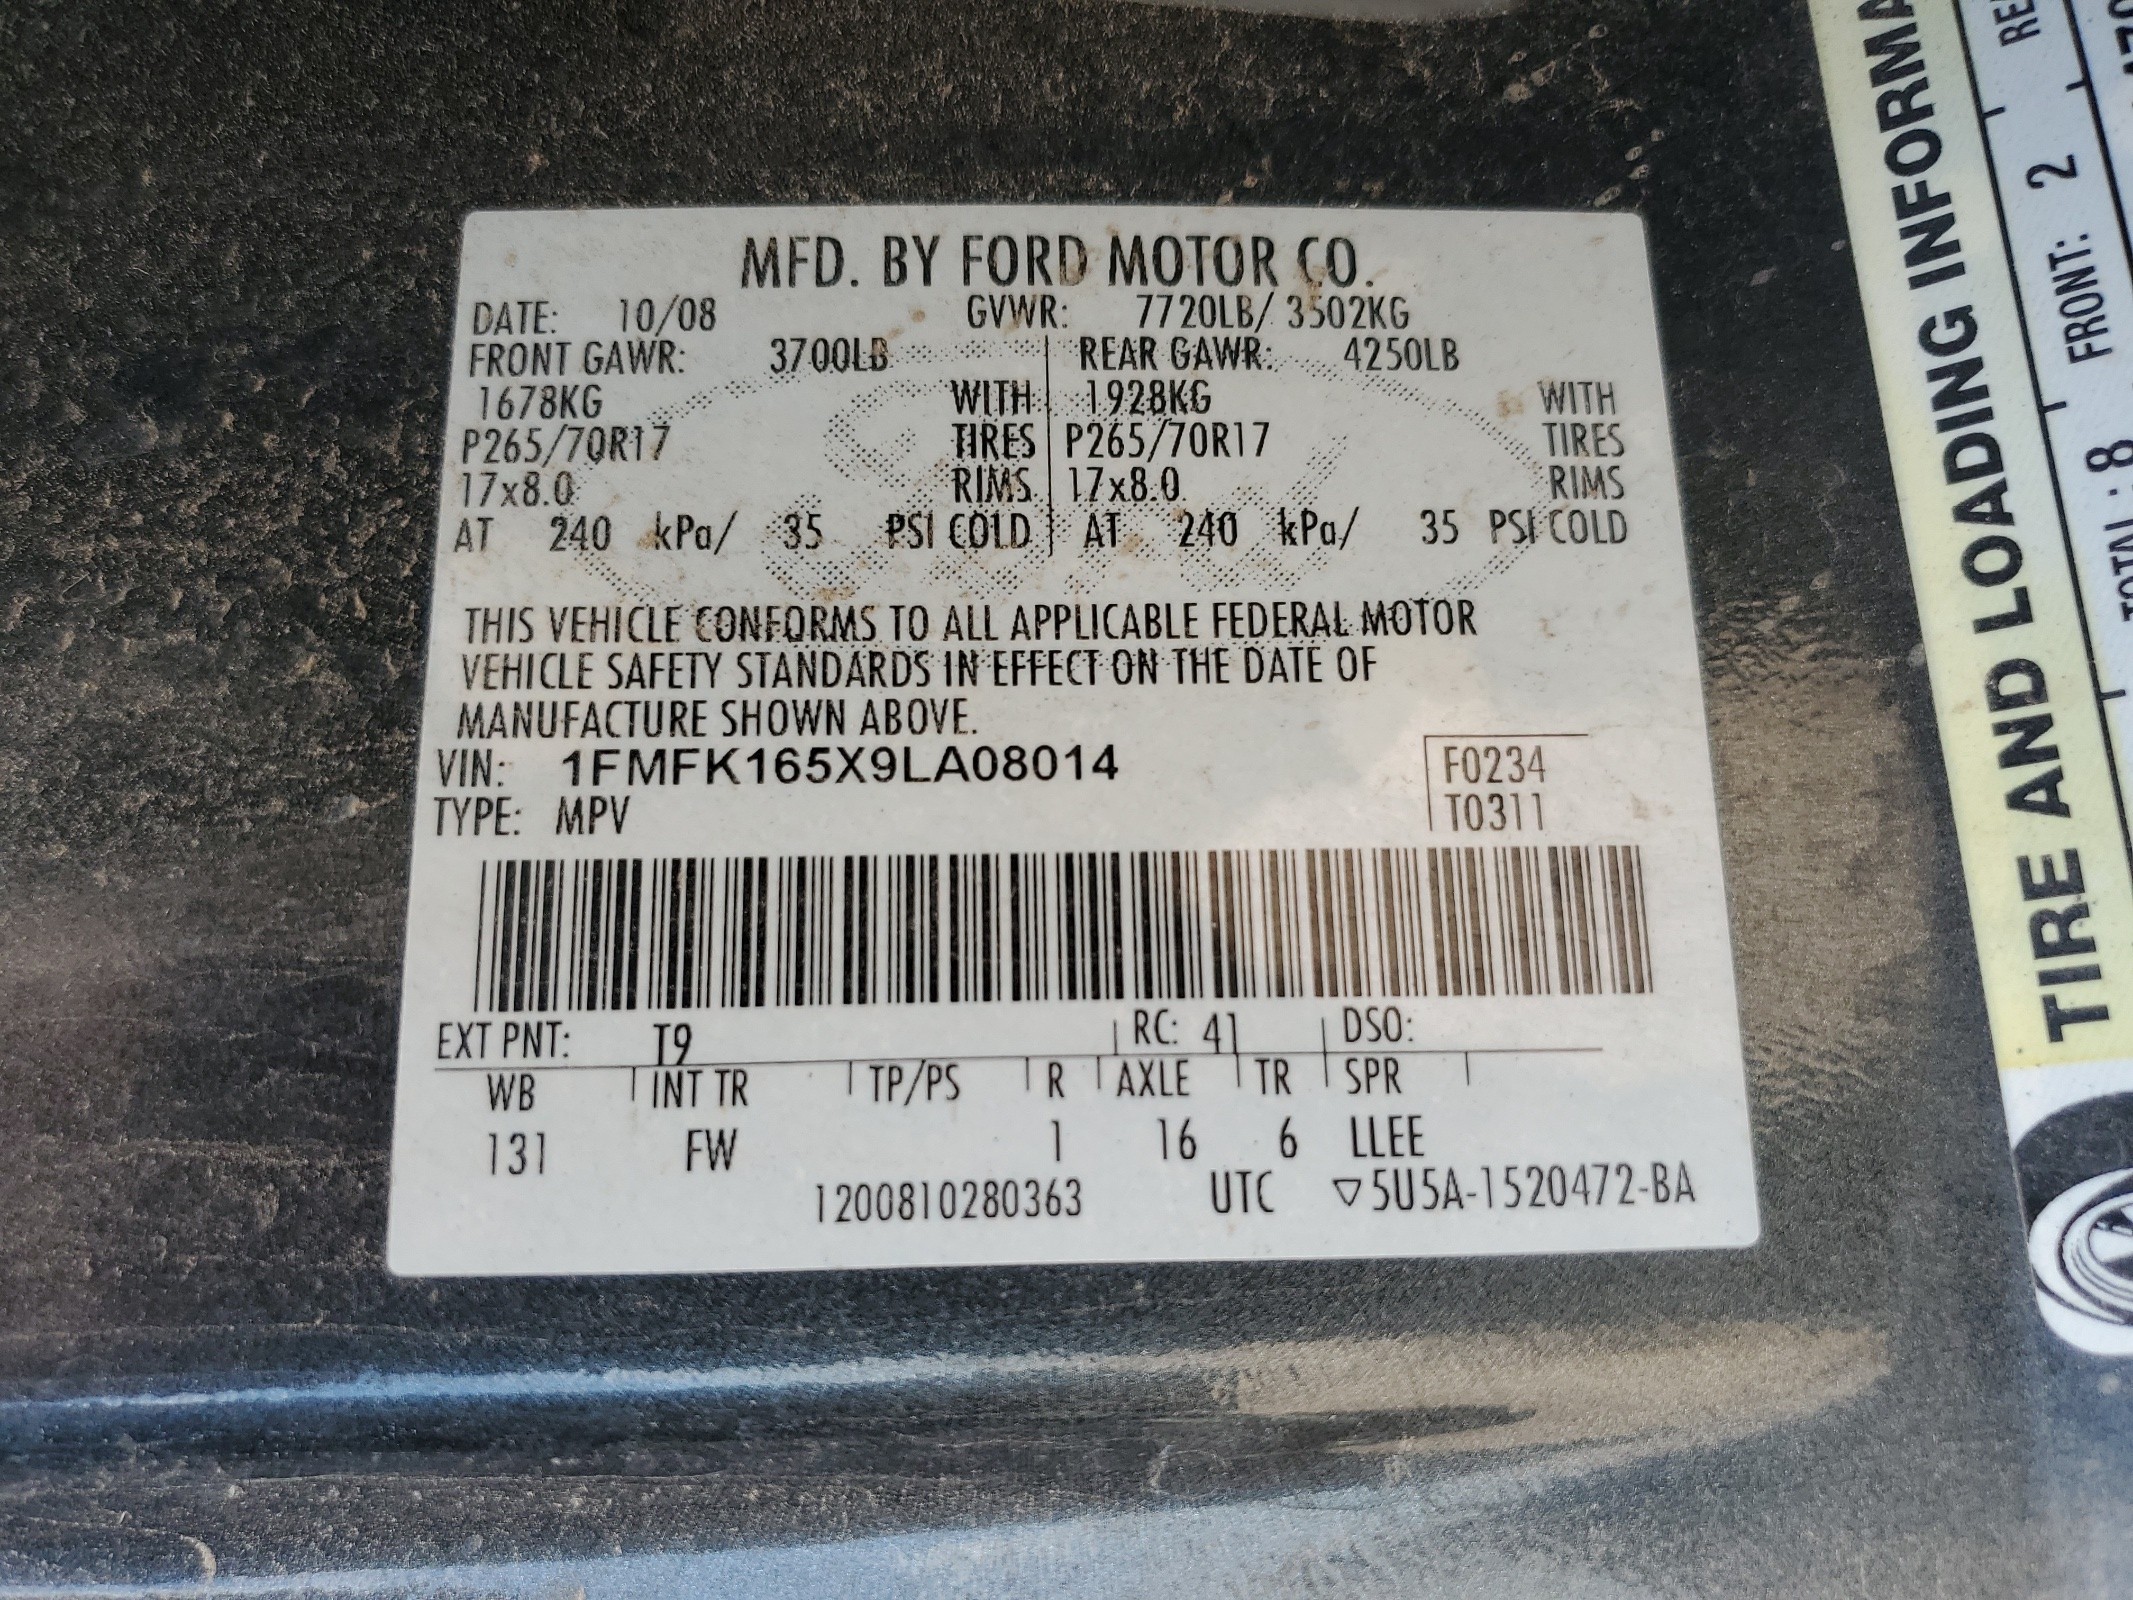 MFD. BY FORD MOTOR CO.
DATE: 10/08 GVWR: 7720LB/ 3502KG
FRONT GAWR: 3700LB REAR GAWR: 4250LB
1678KG WITH 1928KG WITH
P265/70R17 TIRES P265/70R17 TIRES
17x8.0 RIMS 17x8.0 RIMS
AT 240 kPa/ 35 PSI COLD AT 240 kPa/ 35 PSI COLD
THIS VEHICLE CONFORMS TO ALL APPLICABLE FEDERAL MOTOR
VEHICLE SAFETY STANDARDS IN EFFECT ON THE DATE OF
MANUFACTURE SHOWN ABOVE.
VIN: 1FMFK165X9LA08014 F0234
TYPE: MPV T0311
EXT PNT: T9 RC: 41 DSO:
WB INT TR TP/PS R AXLE TR SPR
131 FW 1 16 6 LLEE
1200810280363 UTC ▽5U5A-1520472-BA
TIRE AND LOADING
FRONT: 2
TOTAL: 8